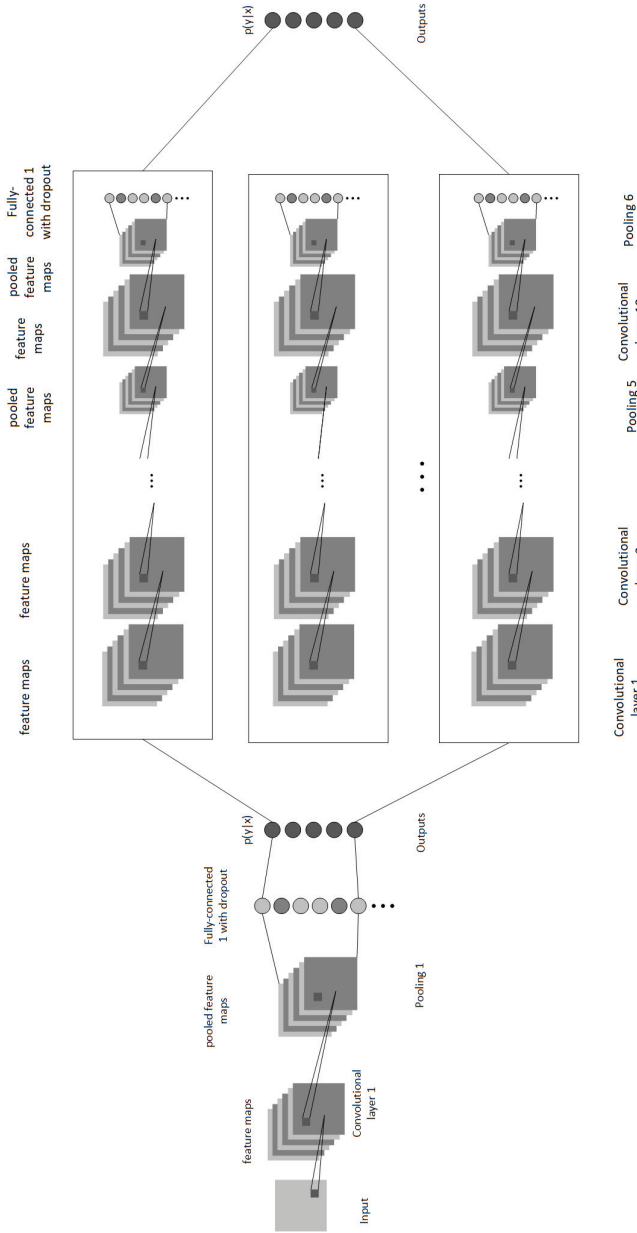 Input
feature maps
Convolutional
layer 1
pooled feature
maps
Pooling 1
Fully-connected
1 with dropout
p(y|x)
Outputs
feature maps
Convolutional
layer 1
feature maps
Convolutional
pooled
feature
maps
Pooling 5
feature
maps
Convolutional
pooled
feature
maps
Pooling 6
Fully-
connected 1
with dropout
p(y|x)
Outputs